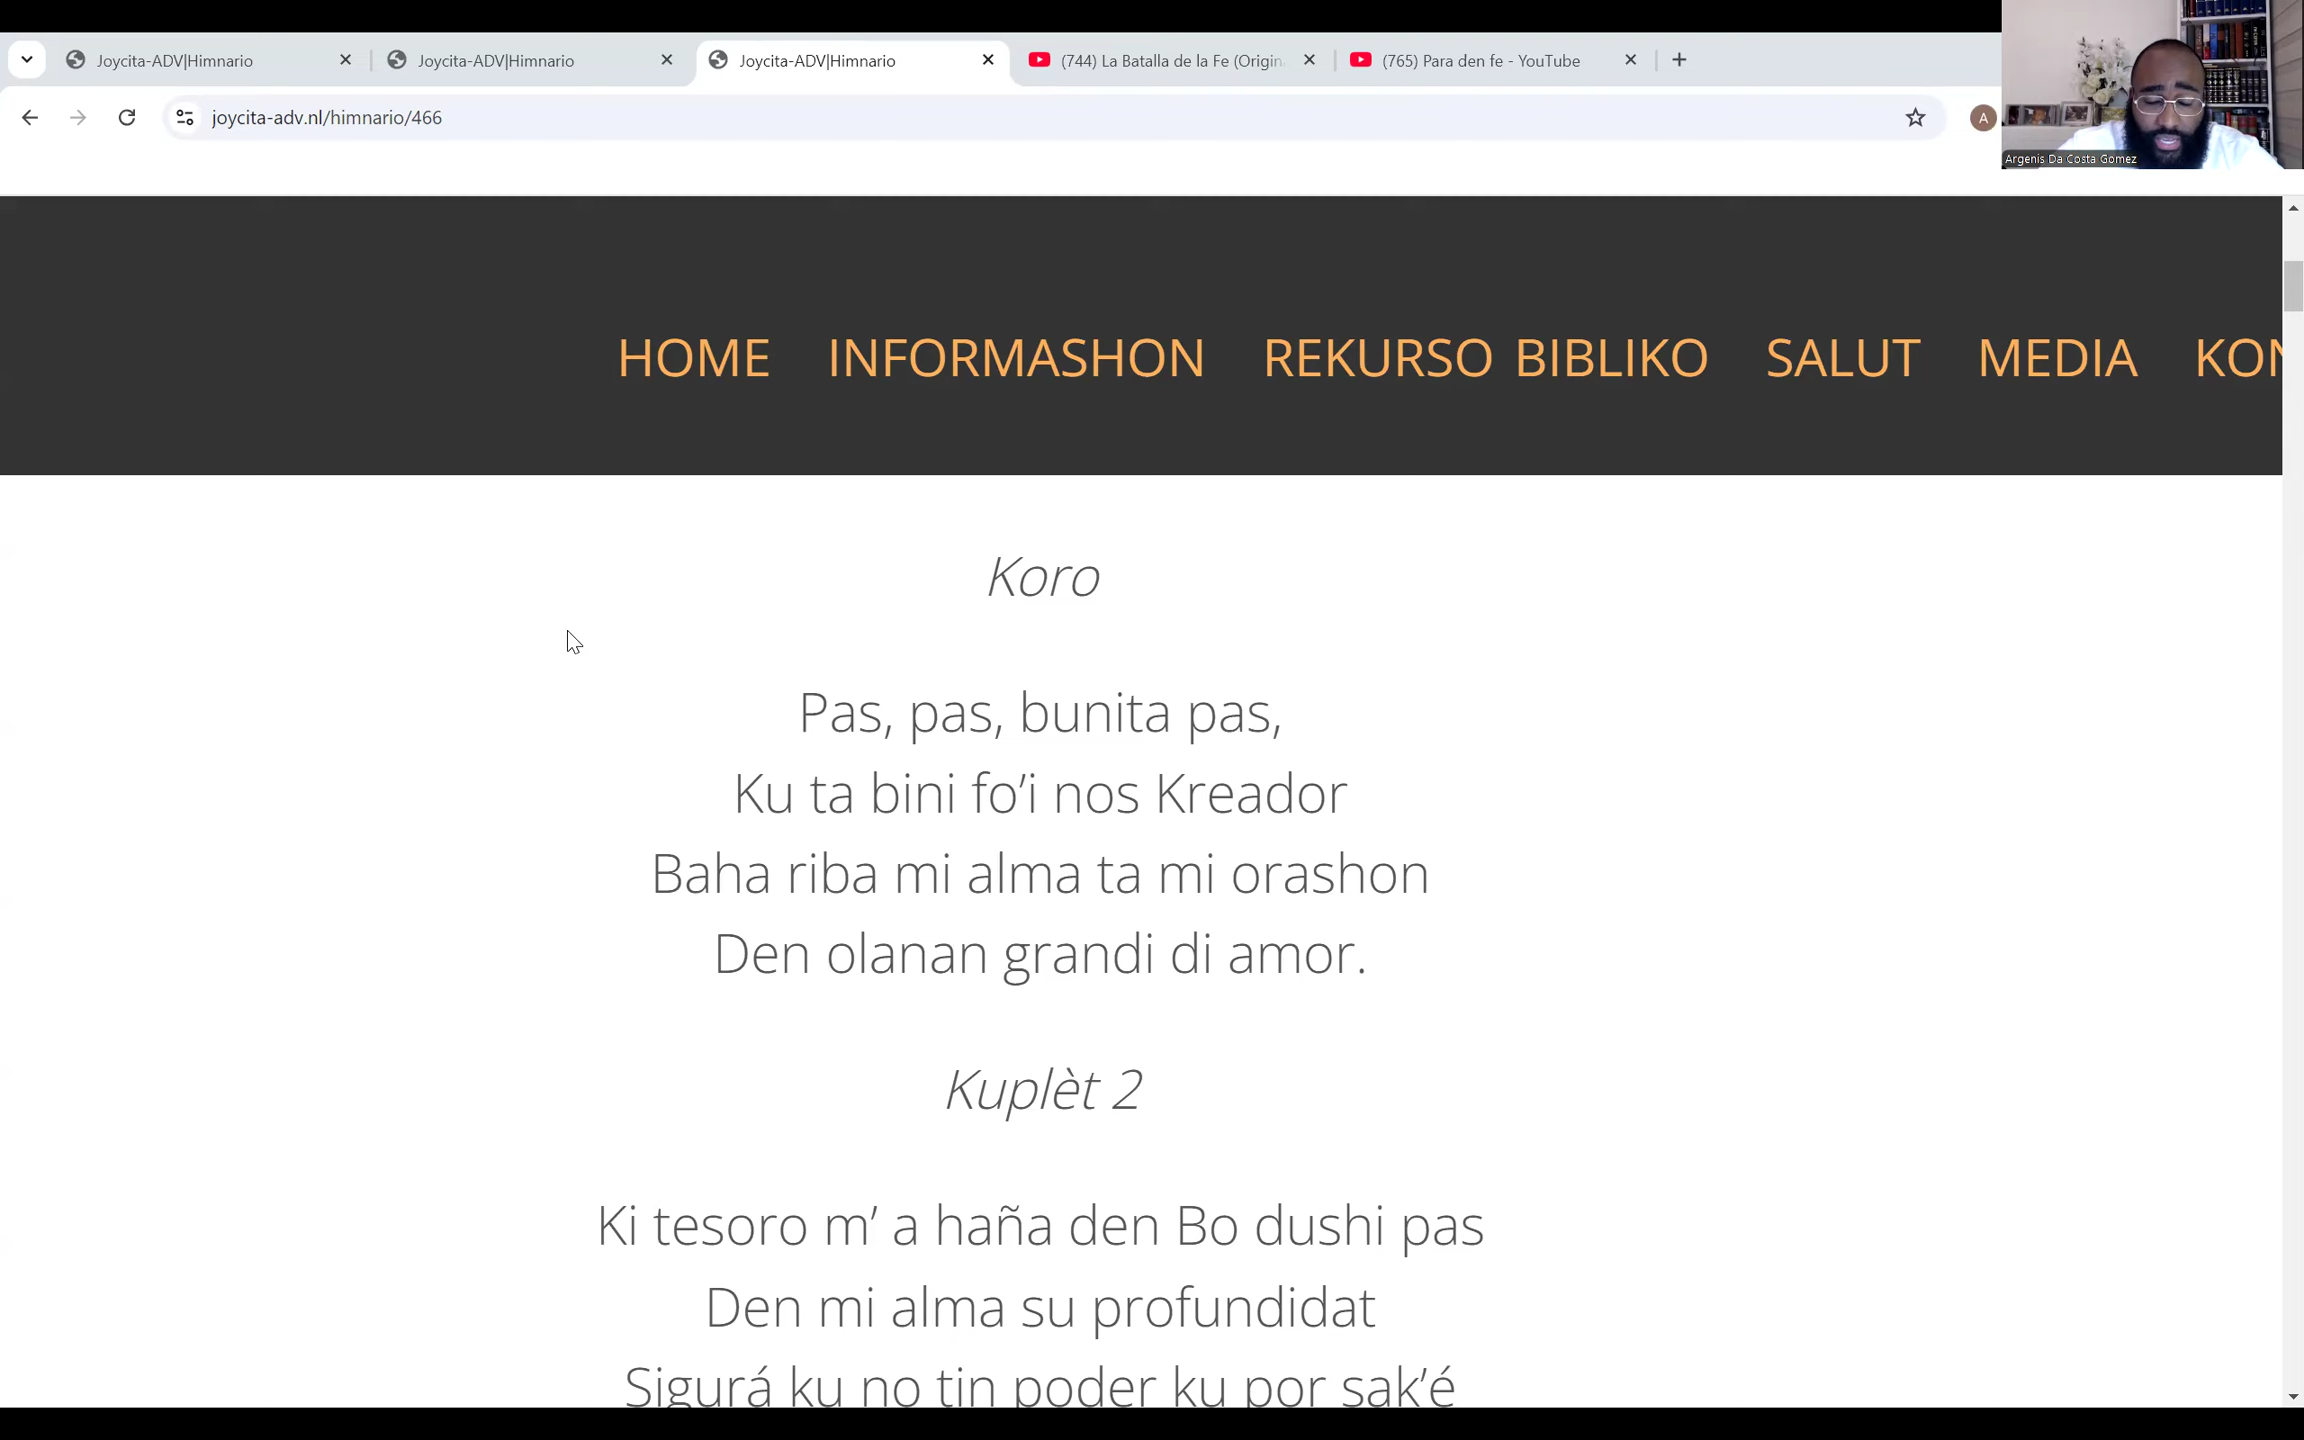 Joycita-ADV|Himnario
Joycita-ADV|Himnario
Joycita-ADV|Himnario
(744) La Batalla de la Fe (Origin
(765) Para den fe - YouTube
joycita-adv.nl/himnario/466
A
Argenis Da Costa Gomez
HOME INFORMASHON REKURSO BIBLIKO SALUT MEDIA KON
Koro
Pas, pas, bunita pas,
Ku ta bini fo’i nos Kreador
Baha riba mi alma ta mi orashon
Den olanan grandi di amor.
Kuplèt 2
Ki tesoro m’ a haña den Bo dushi pas
Den mi alma su profundidat
Sigurá ku no tin poder ku por sak’é